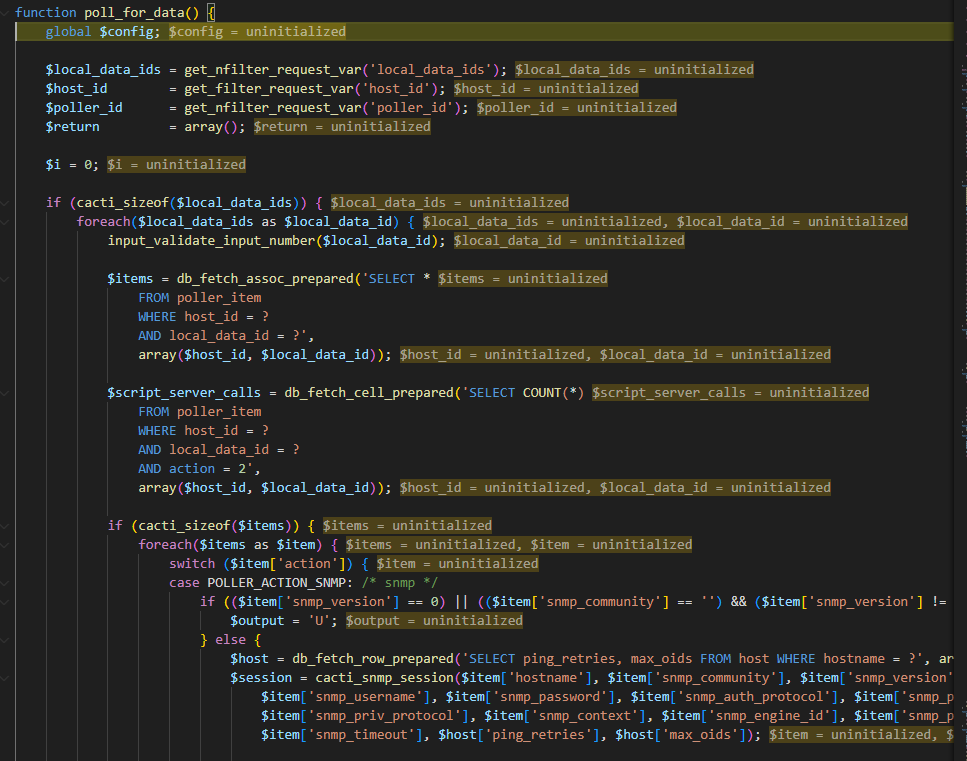 function poll_for_data() {
global $config; $config = uninitialized
$local_data_ids = get_nfilter_request_var('local_data_ids'); $local_data_ids = uninitialized
$host_id = get_filter_request_var('host_id'); $host_id = uninitialized
$poller_id = get_nfilter_request_var('poller_id'); $poller_id = uninitialized
$return = array(); $return = uninitialized
$i = 0; $i = uninitialized
if (cacti_sizeof($local_data_ids)) { $local_data_ids = uninitialized
foreach($local_data_ids as $local_data_id) { $local_data_ids = uninitialized, $local_data_id = uninitialized
input_validate_input_number($local_data_id); $local_data_id = uninitialized
$items = db_fetch_assoc_prepared('SELECT * $items = uninitialized
FROM poller_item
WHERE host_id = ?
AND local_data_id = ?',
array($host_id, $local_data_id)); $host_id = uninitialized, $local_data_id = uninitialized
$script_server_calls = db_fetch_cell_prepared('SELECT COUNT(*) $script_server_calls = uninitialized
FROM poller_item
WHERE host_id = ?
AND local_data_id = ?
AND action = 2',
array($host_id, $local_data_id)); $host_id = uninitialized, $local_data_id = uninitialized
if (cacti_sizeof($items)) { $items = uninitialized
foreach($items as $item) { $items = uninitialized, $item = uninitialized
switch ($item['action']) { $item = uninitialized
case POLLER_ACTION_SNMP: /* snmp */
if (($item['snmp_version'] == 0) || (($item['snmp_community'] == '') && ($item['snmp_version'] !=
$output = 'U'; $output = uninitialized
} else {
$host = db_fetch_row_prepared('SELECT ping_retries, max_oids FROM host WHERE hostname = ?', ar
$session = cacti_snmp_session($item['hostname'], $item['snmp_community'], $item['snmp_version'
$item['snmp_username'], $item['snmp_password'], $item['snmp_auth_protocol'], $item['snmp_p
$item['snmp_priv_protocol'], $item['snmp_context'], $item['snmp_engine_id'], $item['snmp_p
$item['snmp_timeout'], $host['ping_retries'], $host['max_oids']); $item = uninitialized, $